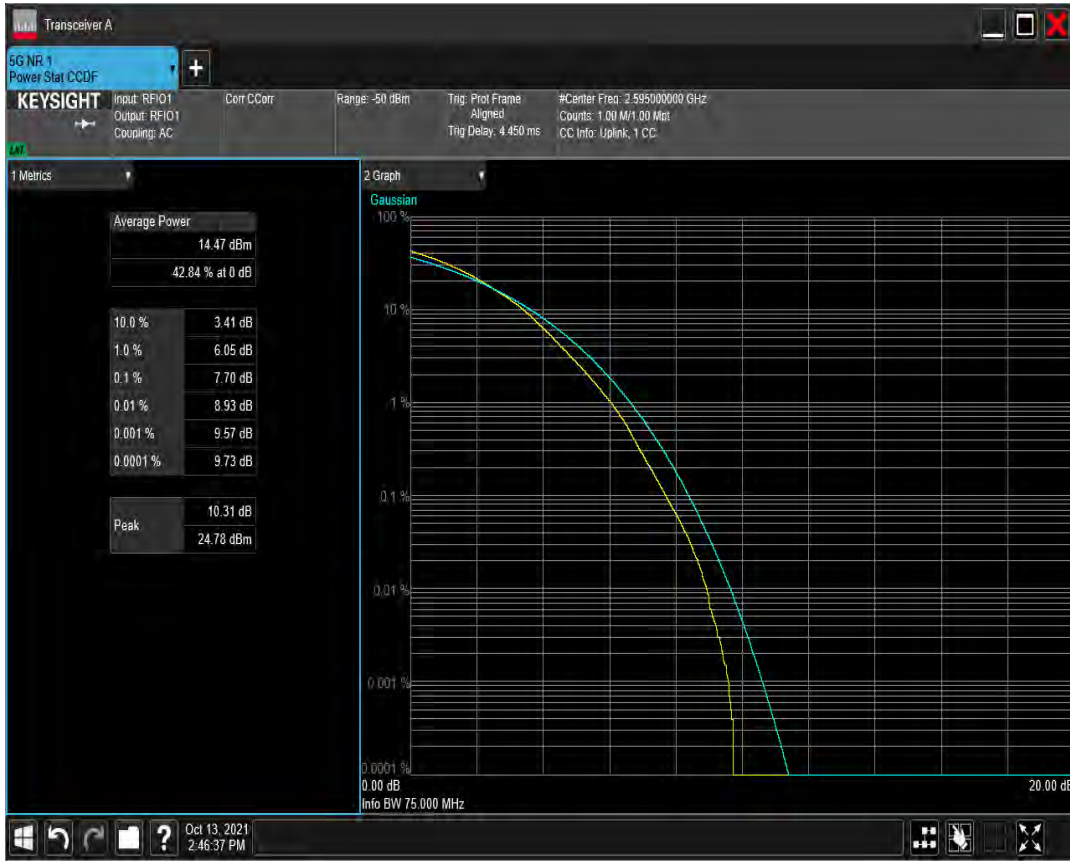 Transceiver A
5G NR 1
Power Stat CCDF
+
KEYSIGHT
Input: RFIO1
Output: RFIO1
Coupling: AC
Corr CCorr
Range: -50 dBm
Trig: Prot Frame
Aligned
Trig Delay: 4.450 ms
#Center Freq: 2.595000000 GHz
Counts: 1.00 M/1.00 Mpt
CC Info: Uplink, 1 CC
1 Metrics
Average Power
14.47 dBm
42.84 % at 0 dB
10.0 % 3.41 dB
1.0 % 6.05 dB
0.1 % 7.70 dB
0.01 % 8.93 dB
0.001 % 9.57 dB
0.0001 % 9.73 dB
Peak
10.31 dB
24.78 dBm
2 Graph
Gaussian
100 %
10 %
1 %
0.1 %
0.01 %
0.001 %
0.0001 %
0.00 dB 20.00 dB
Info BW 75.000 MHz
? Oct 13, 2021
2:46:37 PM